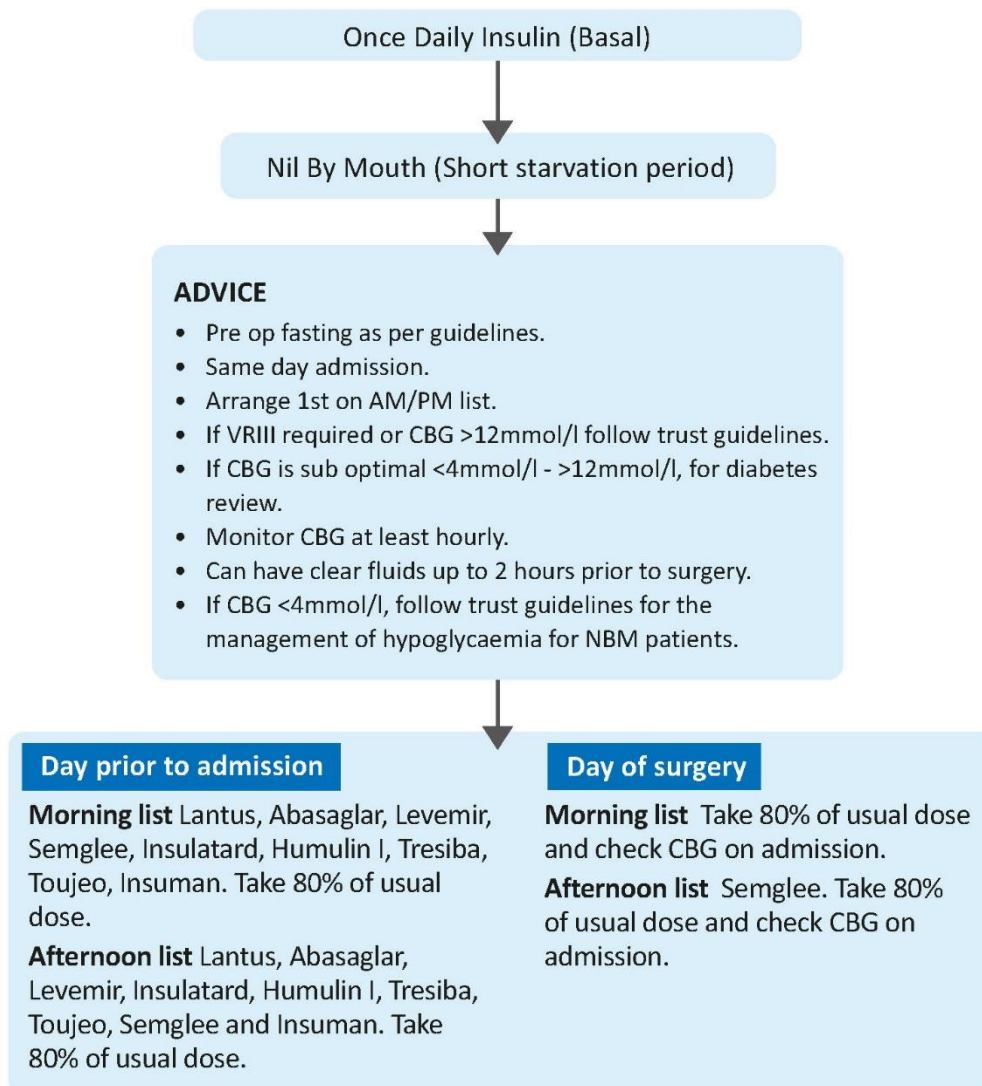 Once Daily Insulin (Basal)
Nil By Mouth (Short starvation period)
ADVICE
• Pre op fasting as per guidelines.
• Same day admission.
• Arrange 1st on AM/PM list.
• If VRIII required or CBG >12mmol/l follow trust guidelines.
• If CBG is sub optimal <4mmol/l - >12mmol/l, for diabetes
review.
• Monitor CBG at least hourly.
• Can have clear fluids up to 2 hours prior to surgery.
• If CBG <4mmol/l, follow trust guidelines for the
management of hypoglycaemia for NBM patients.
Day prior to admission
Morning list Lantus, Abasaglar, Levemir,
Semglee, Insulatard, Humulin I, Tresiba,
Toujeo, Insuman. Take 80% of usual
dose.
Afternoon list Lantus, Abasaglar,
Levemir, Insulatard, Humulin I, Tresiba,
Toujeo, Semglee and Insuman. Take
80% of usual dose.
Day of surgery
Morning list Take 80% of usual dose
and check CBG on admission.
Afternoon list Semglee. Take 80%
of usual dose and check CBG on
admission.